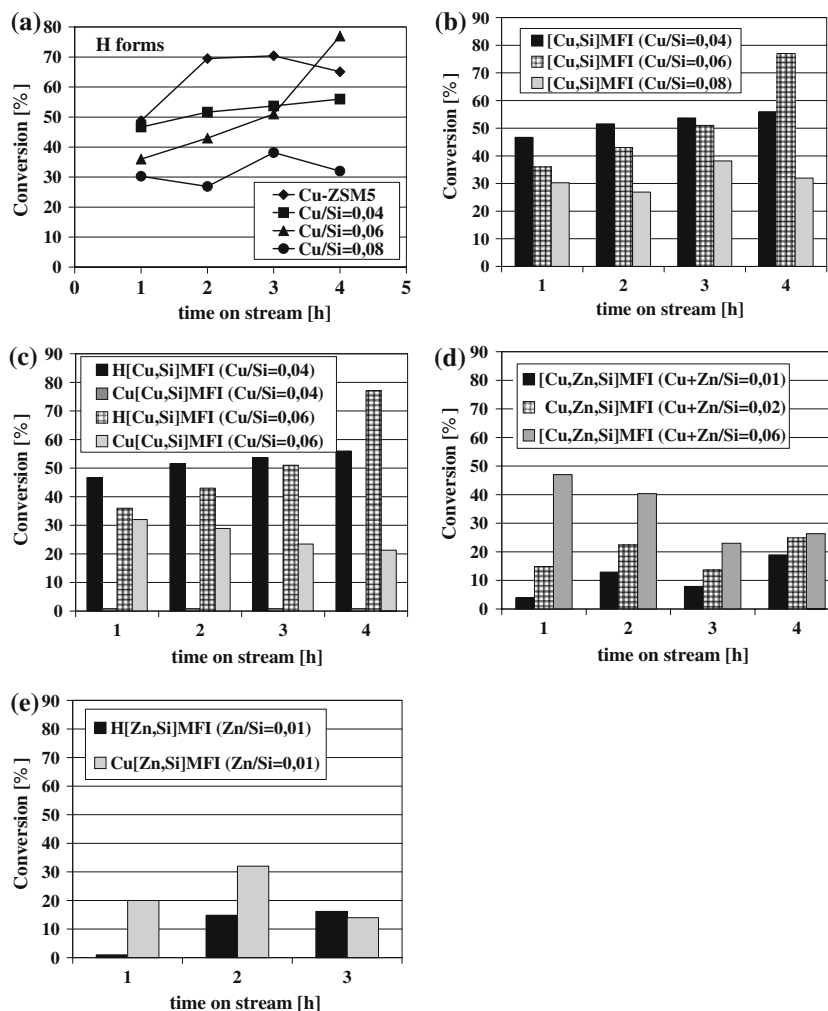 (a)
H forms
Conversion [%]
80
70
60
50
40
30
20
10
0
Cu-ZSM5
Cu/Si=0,04
Cu/Si=0,06
Cu/Si=0,08
0 1 2 3 4 5
time on stream [h]
(b)
Conversion [%]
90
80
70
60
50
40
30
20
10
0
[Cu,Si]MFI (Cu/Si=0,04)
[Cu,Si]MFI (Cu/Si=0,06)
[Cu,Si]MFI (Cu/Si=0,08)
1 2 3 4
time on stream [h]
(c)
Conversion [%]
90
80
70
60
50
40
30
20
10
0
H[Cu,Si]MFI (Cu/Si=0,04)
Cu[Cu,Si]MFI (Cu/Si=0,04)
H[Cu,Si]MFI (Cu/Si=0,06)
Cu[Cu,Si]MFI (Cu/Si=0,06)
1 2 3 4
time on stream [h]
(d)
Conversion [%]
90
80
70
60
50
40
30
20
10
0
[Cu,Zn,Si]MFI (Cu+Zn/Si=0,01)
Cu,Zn,Si]MFI (Cu+Zn/Si=0,02)
[Cu,Zn,Si]MFI (Cu+Zn/Si=0,06)
1 2 3 4
time on stream [h]
(e)
Conversion [%]
90
80
70
60
50
40
30
20
10
0
H[Zn,Si]MFI (Zn/Si=0,01)
Cu[Zn,Si]MFI (Zn/Si=0,01)
1 2 3
time on stream [h]